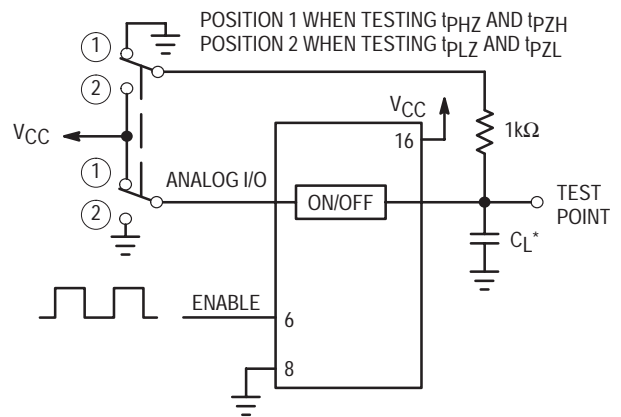 POSITION 1 WHEN TESTING tPHZ AND tPZH
POSITION 2 WHEN TESTING tPLZ AND tPZL
1
2
VCC
VCC
16
1kΩ
1
ANALOG I/O
ON/OFF
TEST
POINT
2
CL*
ENABLE
6
8